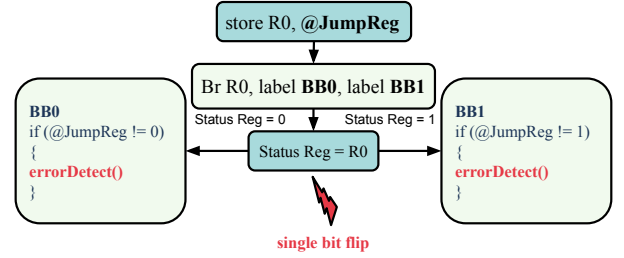 store R0, @JumpReg
Br R0, label BB0, label BB1
Status Reg = 0
Status Reg = 1
Status Reg = R0
BB0
if (@JumpReg != 0)
{
errorDetect()
}
BB1
if (@JumpReg != 1)
{
errorDetect()
}
single bit flip